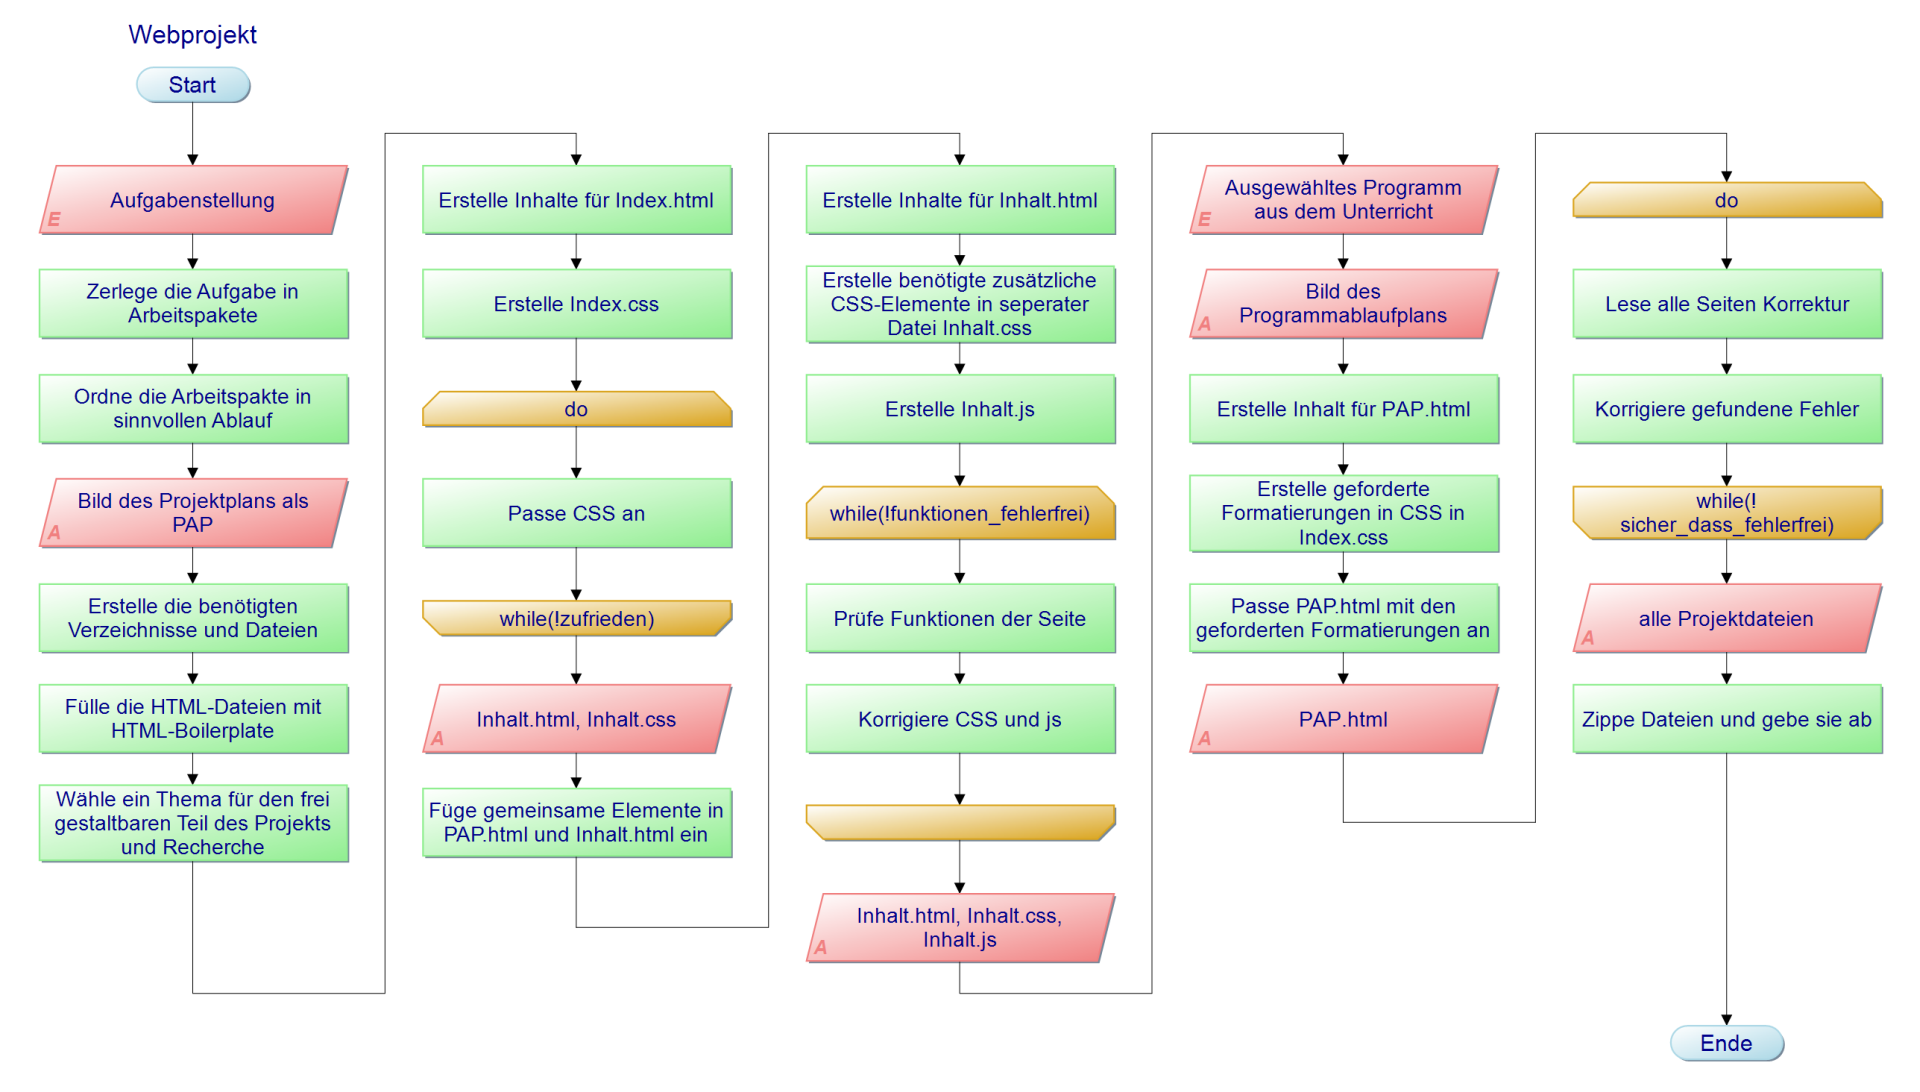 Webprojekt
Start
Aufgabenstellung
E
Zerlege die Aufgabe in
Arbeitspakete
Ordne die Arbeitspakte in
sinnvollen Ablauf
Bild des Projektplans als
PAP
A
Erstelle die benötigten
Verzeichnisse und Dateien
Fülle die HTML-Dateien mit
HTML-Boilerplate
Wähle ein Thema für den frei
gestaltbaren Teil des Projekts
und Recherche
Erstelle Inhalte für Index.html
Erstelle Index.css
do
Passe CSS an
while(!zufrieden)
Inhalt.html, Inhalt.css
A
Füge gemeinsame Elemente in
PAP.html und Inhalt.html ein
Erstelle Inhalte für Inhalt.html
Erstelle benötigte zusätzliche
CSS-Elemente in seperater
Datei Inhalt.css
Erstelle Inhalt.js
while(!funktionen_fehlerfrei)
Prüfe Funktionen der Seite
Korrigiere CSS und js
Inhalt.html, Inhalt.css,
Inhalt.js
A
Ausgewähltes Programm
aus dem Unterricht
E
Bild des
Programmablaufplans
A
Erstelle Inhalt für PAP.html
Erstelle geforderte
Formatierungen in CSS in
Index.css
Passe PAP.html mit den
geforderten Formatierungen an
PAP.html
A
do
Lese alle Seiten Korrektur
Korrigiere gefundene Fehler
while(!
sicher_dass_fehlerfrei)
alle Projektdateien
A
Zippe Dateien und gebe sie ab
Ende